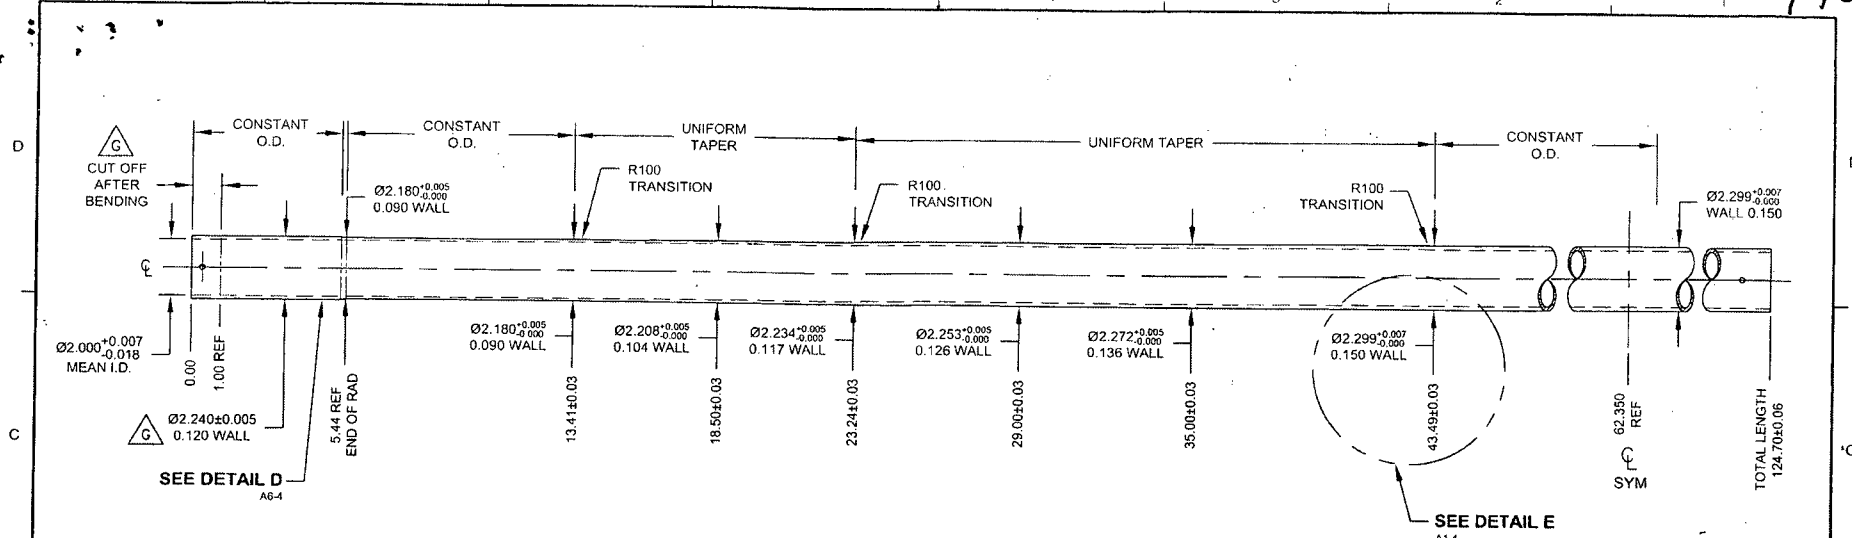 D
CONSTANT
O.D.
CONSTANT
O.D.
UNIFORM
TAPER
UNIFORM TAPER
CONSTANT
O.D.
G
CUT OFF
AFTER
BENDING
R100
TRANSITION
R100
TRANSITION
R100
TRANSITION
Ø2.180+0.005
-0.000
0.090 WALL
Ø2.299+0.007
-0.000
WALL 0.150
℄
Ø2.000+0.007
-0.018
MEAN I.D.
0.00
1.00 REF
G
Ø2.240±0.005
0.120 WALL
5.44 REF
END OF RAD
Ø2.180+0.005
-0.000
0.090 WALL
13.41±0.03
Ø2.208+0.005
-0.000
0.104 WALL
18.50±0.03
Ø2.234+0.005
-0.000
0.117 WALL
23.24±0.03
Ø2.253+0.005
-0.000
0.126 WALL
29.00±0.03
Ø2.272+0.005
-0.000
0.136 WALL
35.00±0.03
Ø2.299+0.007
-0.000
0.150 WALL
43.49±0.03
62.350
REF
℄
SYM
TOTAL LENGTH
124.70±0.06
C
C
SEE DETAIL D
A6-4
SEE DETAIL E